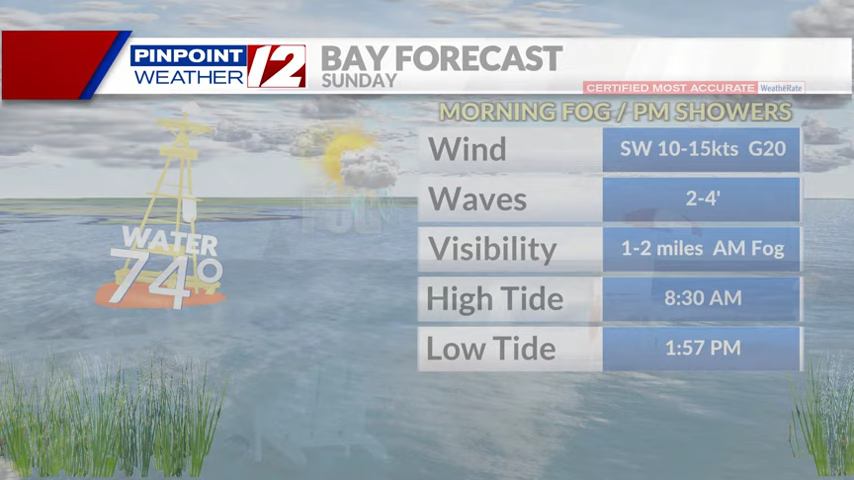 PINPOINT
WEATHER 12
BAY FORECAST
SUNDAY
CERTIFIED MOST ACCURATE WeatheRate
MORNING FOG / PM SHOWERS
Wind SW 10-15kts G20
Waves 2-4'
Visibility 1-2 miles AM Fog
High Tide 8:30 AM
Low Tide 1:57 PM
WATER
74°
FOG